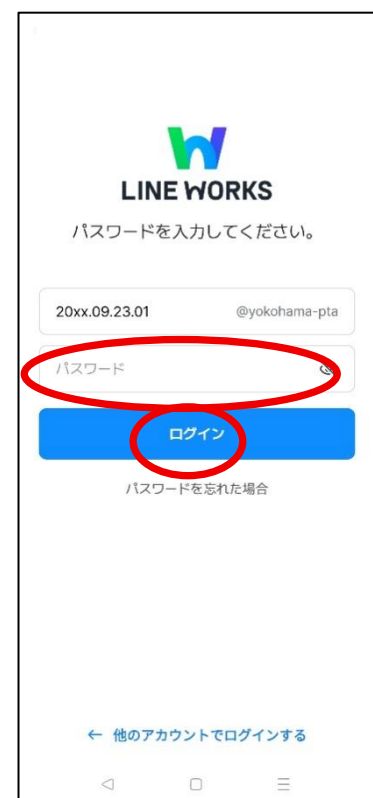 LINE WORKS
パスワードを入力してください。
20xx.09.23.01 @yokohama-pta
パスワード
ログイン
パスワードを忘れた場合
← 他のアカウントでログインする